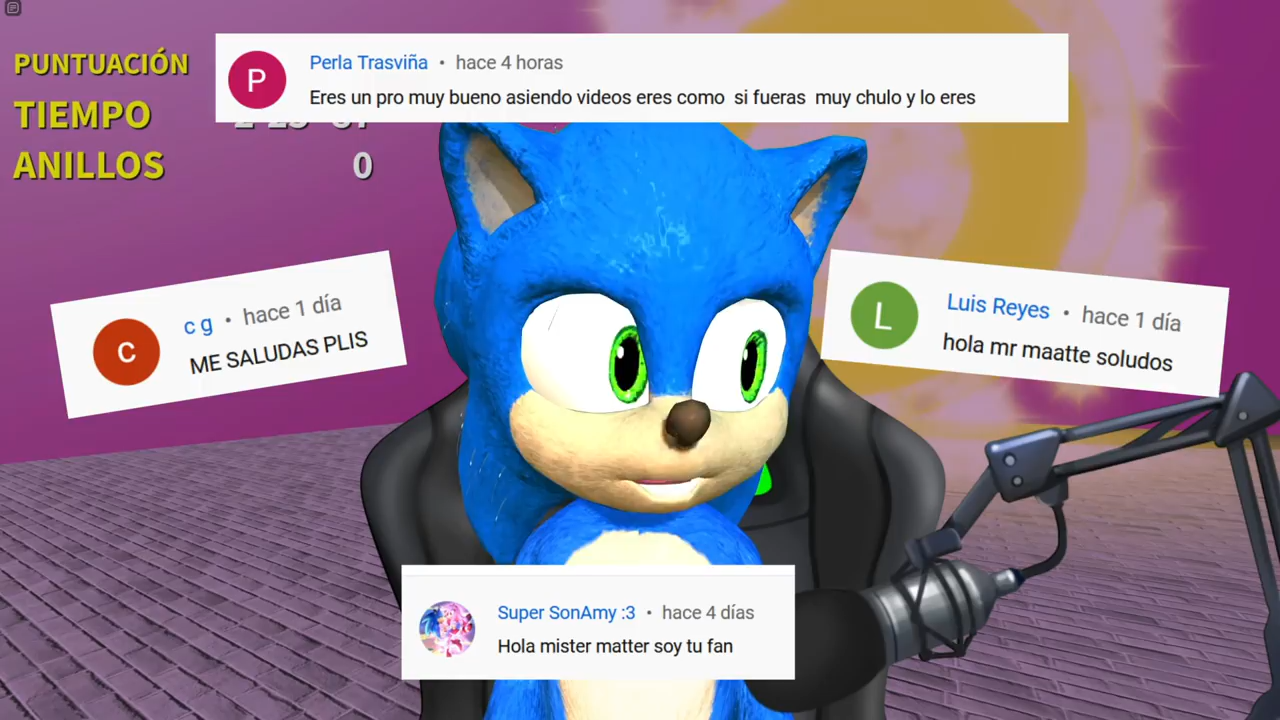 PUNTUACIÓN
TIEMPO
ANILLOS 0
P
Perla Trasviña • hace 4 horas
Eres un pro muy bueno asiendo videos eres como si fueras muy chulo y lo eres
C
c g • hace 1 día
ME SALUDAS PLIS
L
Luis Reyes • hace 1 día
hola mr maatte soludos
Super SonAmy :3 • hace 4 días
Hola mister matter soy tu fan